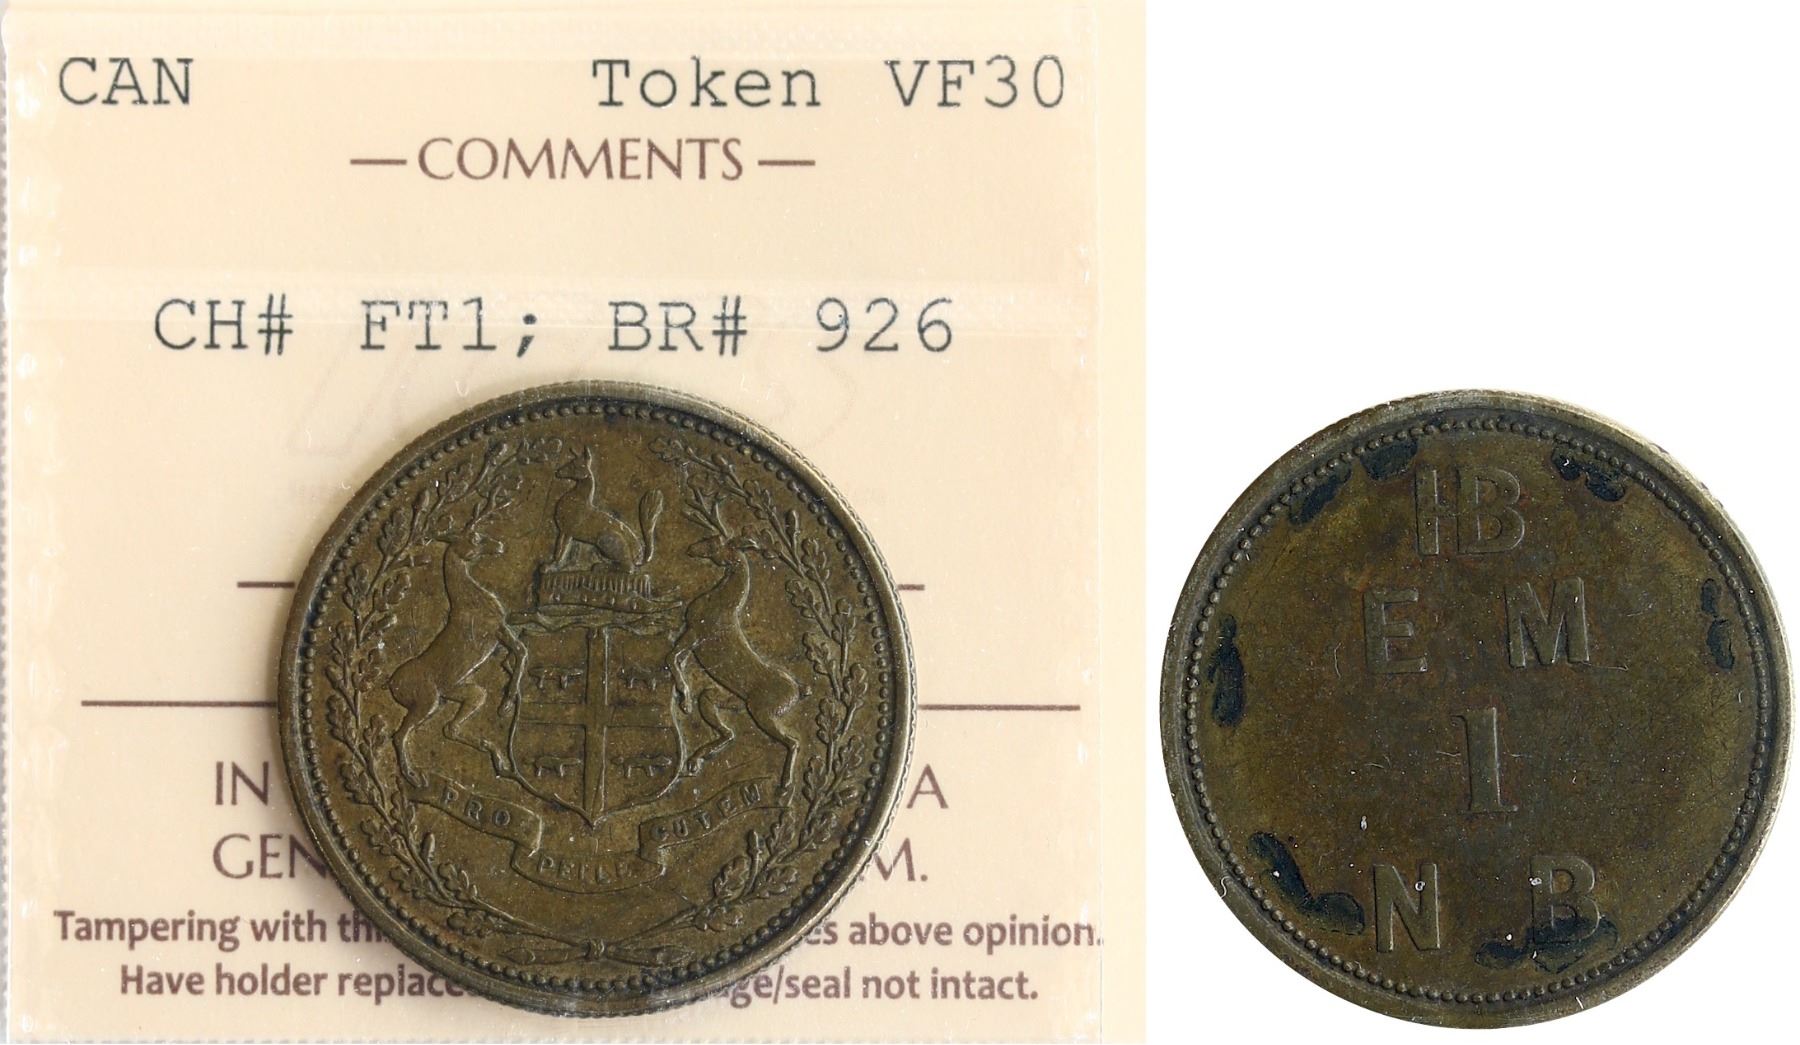 CAN Token VF30
— COMMENTS —
CH# FT1; BR# 926
PRO
PELLE
CUTEM
IN A
GEN M.
Tampering with th es above opinion.
Have holder replace ge/seal not intact.
HB
E M
1
N B